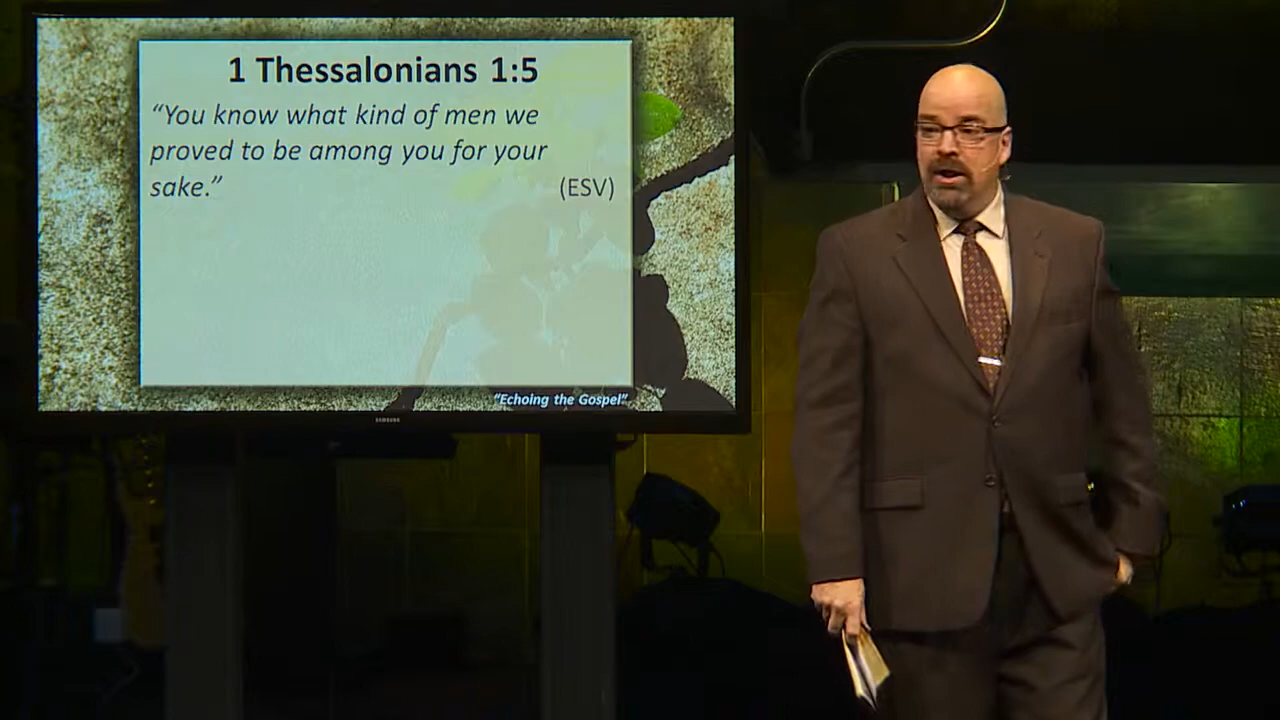 1 Thessalonians 1:5
“You know what kind of men we
proved to be among you for your
sake.” (ESV)
“Echoing the Gospel”
SAMSUNG